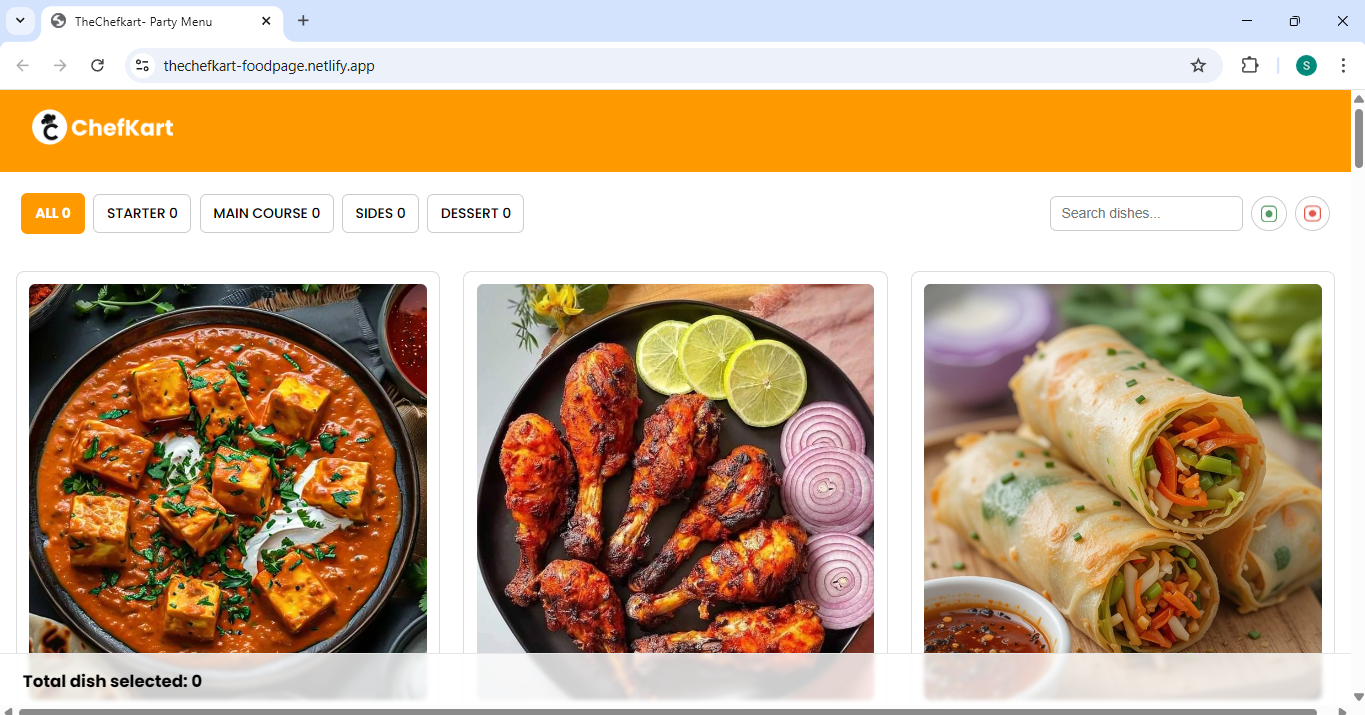 TheChefkart- Party Menu
thechefkart-foodpage.netlify.app
S
ChefKart
ALL 0
STARTER 0
MAIN COURSE 0
SIDES 0
DESSERT 0
Search dishes...
Total dish selected: 0